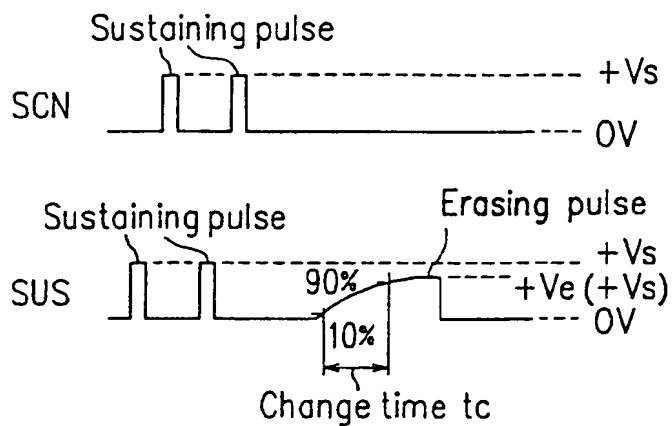 Sustaining pulse
+Vs
SCN
0V
Sustaining pulse
Erasing pulse
+Vs
90%
+Ve (+Vs)
SUS
0V
10%
Change time tc